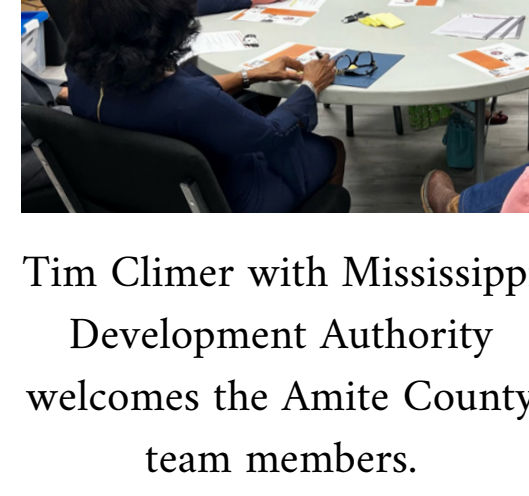 Tim Climer with Mississipp
Development Authority
welcomes the Amite County
team members.